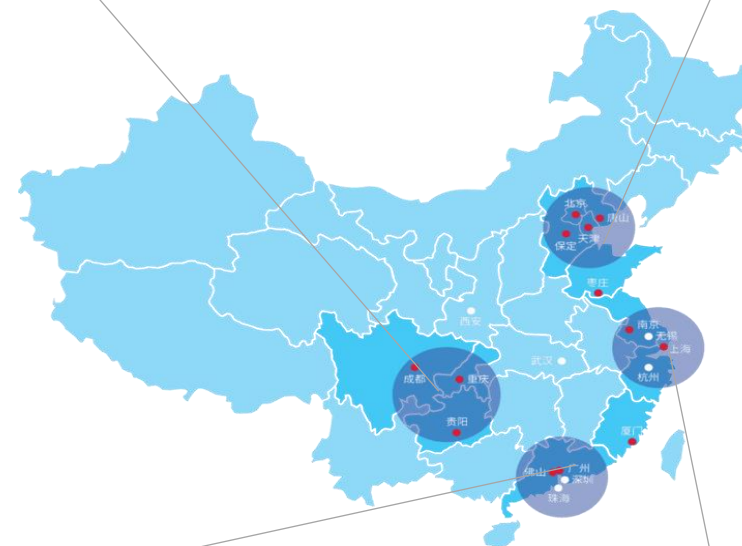 北京
唐山
天津
保定
枣庄
西安
南京
无锡
上海
武汉
杭州
成都
重庆
贵阳
厦门
佛山
广州
深圳
珠海